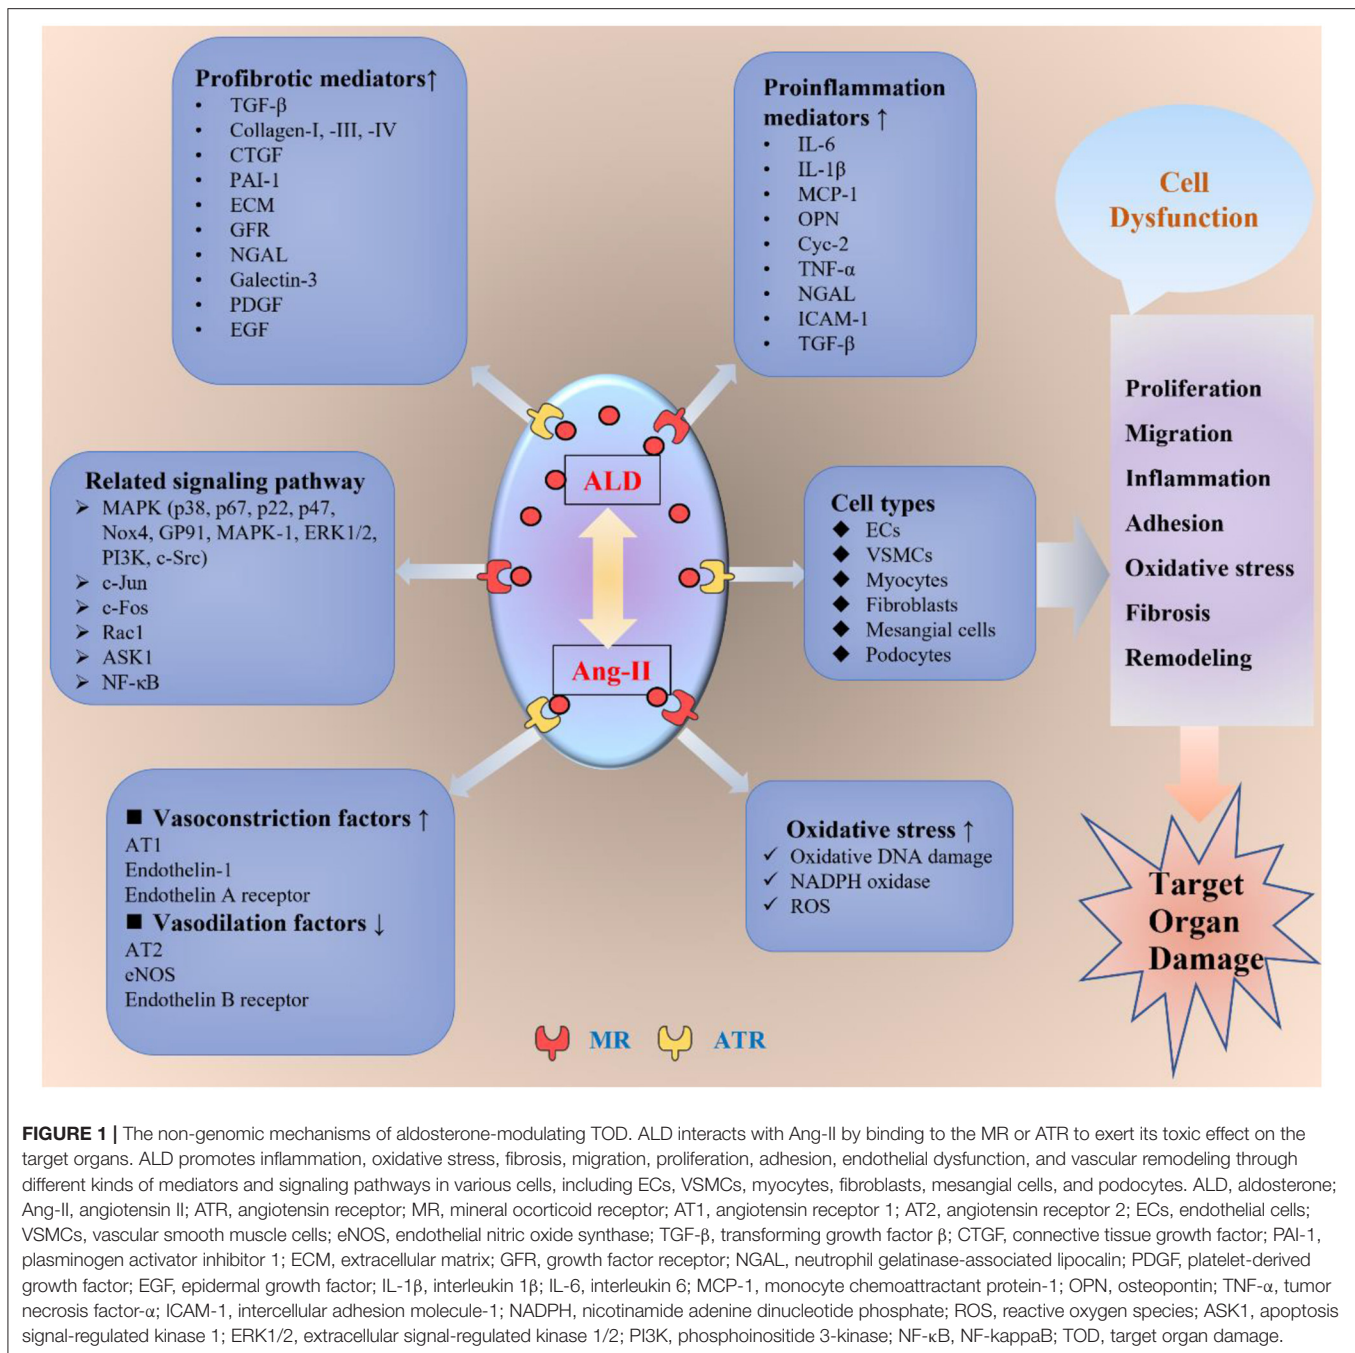 Profibrotic mediators↑
• TGF-β
• Collagen-I, -III, -IV
• CTGF
• PAI-1
• ECM
• GFR
• NGAL
• Galectin-3
• PDGF
• EGF
Proinflammation
mediators ↑
• IL-6
• IL-1β
• MCP-1
• OPN
• Cyc-2
• TNF-α
• NGAL
• ICAM-1
• TGF-β
Cell
Dysfunction
Related signaling pathway
➢ MAPK (p38, p67, p22, p47,
Nox4, GP91, MAPK-1, ERK1/2,
PI3K, c-Src)
➢ c-Jun
➢ c-Fos
➢ Rac1
➢ ASK1
➢ NF-κB
ALD
Ang-II
Cell types
◆ ECs
◆ VSMCs
◆ Myocytes
◆ Fibroblasts
◆ Mesangial cells
◆ Podocytes
Proliferation
Migration
Inflammation
Adhesion
Oxidative stress
Fibrosis
Remodeling
■ Vasoconstriction factors ↑
AT1
Endothelin-1
Endothelin A receptor
■ Vasodilation factors ↓
AT2
eNOS
Endothelin B receptor
Oxidative stress ↑
✓ Oxidative DNA damage
✓ NADPH oxidase
✓ ROS
Target
Organ
Damage
MR
ATR
FIGURE 1 | The non-genomic mechanisms of aldosterone-modulating TOD. ALD interacts with Ang-II by binding to the MR or ATR to exert its toxic effect on the
target organs. ALD promotes inflammation, oxidative stress, fibrosis, migration, proliferation, adhesion, endothelial dysfunction, and vascular remodeling through
different kinds of mediators and signaling pathways in various cells, including ECs, VSMCs, myocytes, fibroblasts, mesangial cells, and podocytes. ALD, aldosterone;
Ang-II, angiotensin II; ATR, angiotensin receptor; MR, mineral ocorticoid receptor; AT1, angiotensin receptor 1; AT2, angiotensin receptor 2; ECs, endothelial cells;
VSMCs, vascular smooth muscle cells; eNOS, endothelial nitric oxide synthase; TGF-β, transforming growth factor β; CTGF, connective tissue growth factor; PAI-1,
plasminogen activator inhibitor 1; ECM, extracellular matrix; GFR, growth factor receptor; NGAL, neutrophil gelatinase-associated lipocalin; PDGF, platelet-derived
growth factor; EGF, epidermal growth factor; IL-1β, interleukin 1β; IL-6, interleukin 6; MCP-1, monocyte chemoattractant protein-1; OPN, osteopontin; TNF-α, tumor
necrosis factor-α; ICAM-1, intercellular adhesion molecule-1; NADPH, nicotinamide adenine dinucleotide phosphate; ROS, reactive oxygen species; ASK1, apoptosis
signal-regulated kinase 1; ERK1/2, extracellular signal-regulated kinase 1/2; PI3K, phosphoinositide 3-kinase; NF-κB, NF-kappaB; TOD, target organ damage.